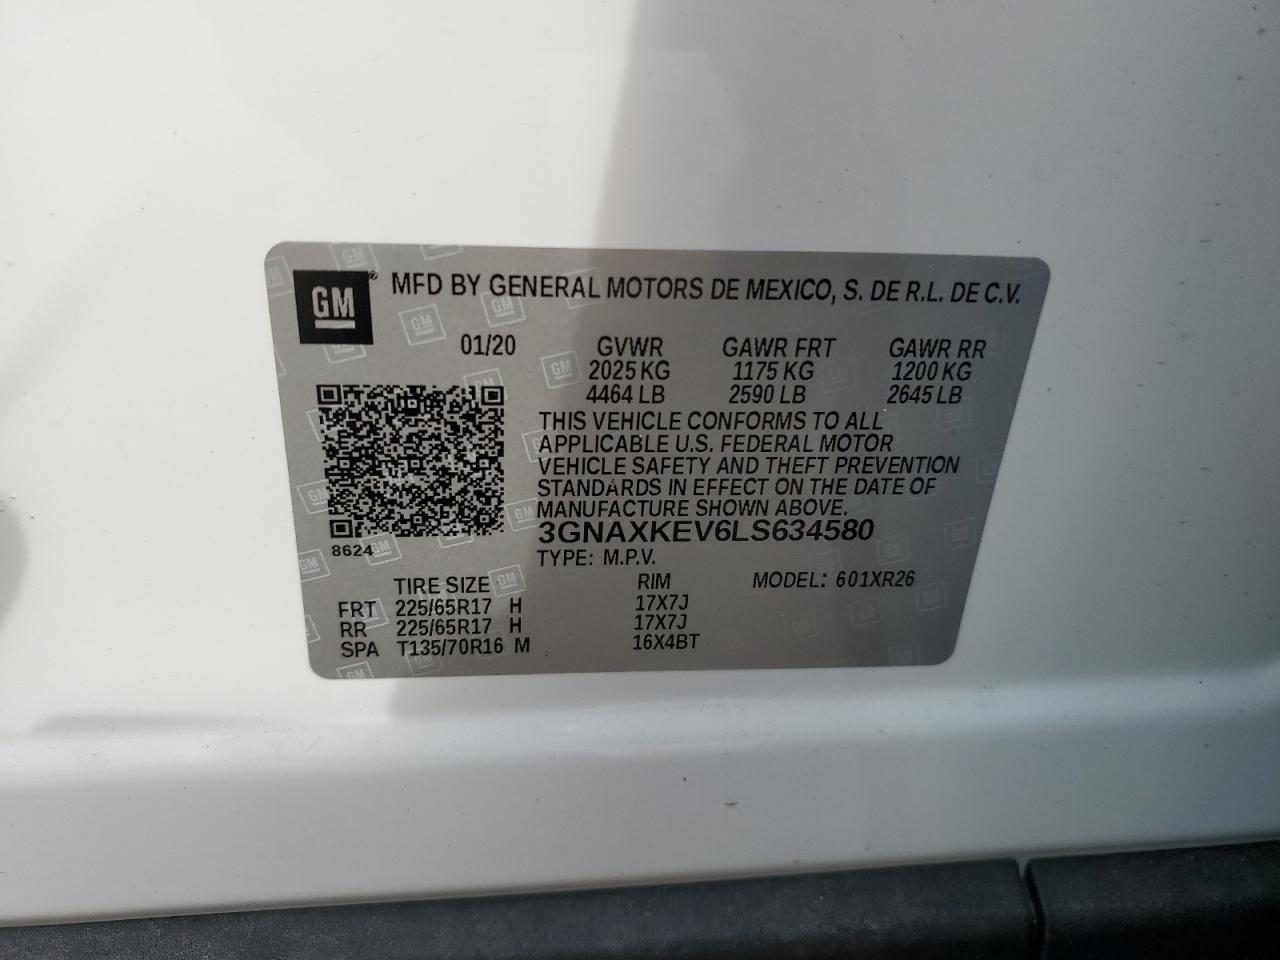 GM ® MFD BY GENERAL MOTORS DE MEXICO, S. DE R.L. DE C.V.
01/20 GVWR GAWR FRT GAWR RR
2025 KG 1175 KG 1200 KG
4464 LB 2590 LB 2645 LB
THIS VEHICLE CONFORMS TO ALL
APPLICABLE U.S. FEDERAL MOTOR
VEHICLE SAFETY AND THEFT PREVENTION
STANDARDS IN EFFECT ON THE DATE OF
MANUFACTURE SHOWN ABOVE.
3GNAXKEV6LS634580
8624
TYPE: M.P.V.
TIRE SIZE RIM MODEL: 601XR26
FRT 225/65R17 H 17X7J
RR 225/65R17 H 17X7J
SPA T135/70R16 M 16X4BT